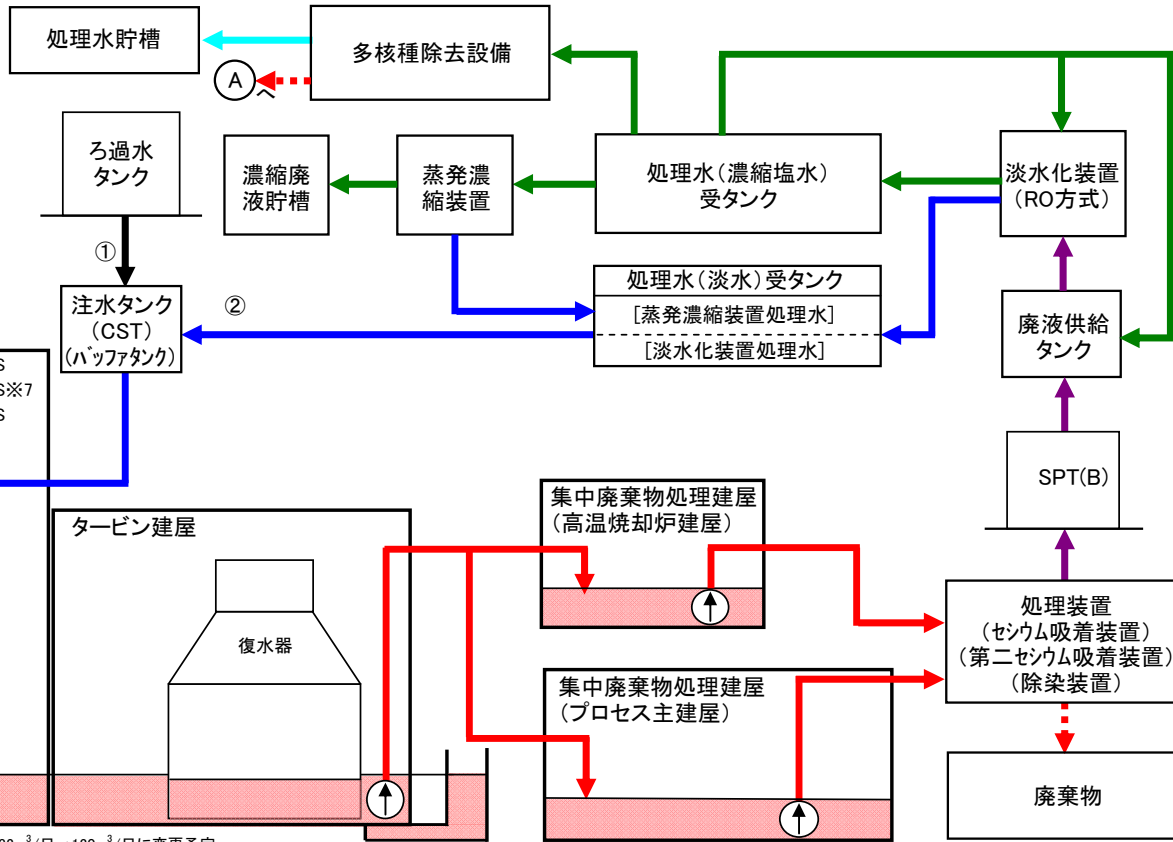 処理水貯槽
多核種除去設備
A
へ
ろ過水
タンク
濃縮廃
液貯槽
蒸発濃
縮装置
処理水(濃縮塩水)
受タンク
淡水化装置
(RO方式)
①
処理水(淡水)受タンク
[蒸発濃縮装置処理水]
[淡水化装置処理水]
注水タンク
(CST)
(バッファタンク)
②
廃液供給
タンク
S
S※7
S
SPT(B)
タービン建屋
復水器
集中廃棄物処理建屋
(高温焼却炉建屋)
集中廃棄物処理建屋
(プロセス主建屋)
処理装置
(セシウム吸着装置)
(第二セシウム吸着装置)
(除染装置)
廃棄物